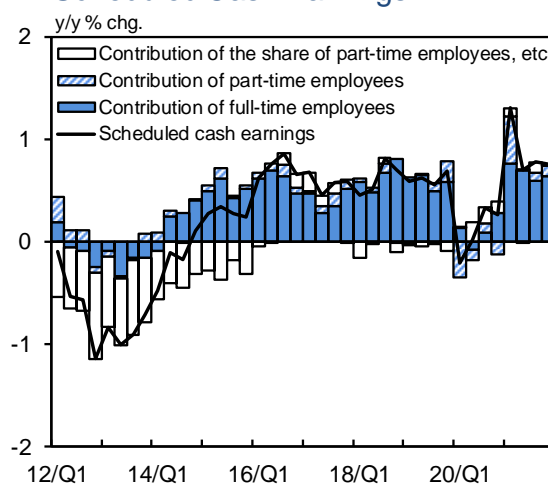 y/y % chg.
2
Contribution of the share of part-time employees, etc
Contribution of part-time employees
Contribution of full-time employees
Scheduled cash earnings
1
0
-1
-2
12/Q1 14/Q1 16/Q1 18/Q1 20/Q1